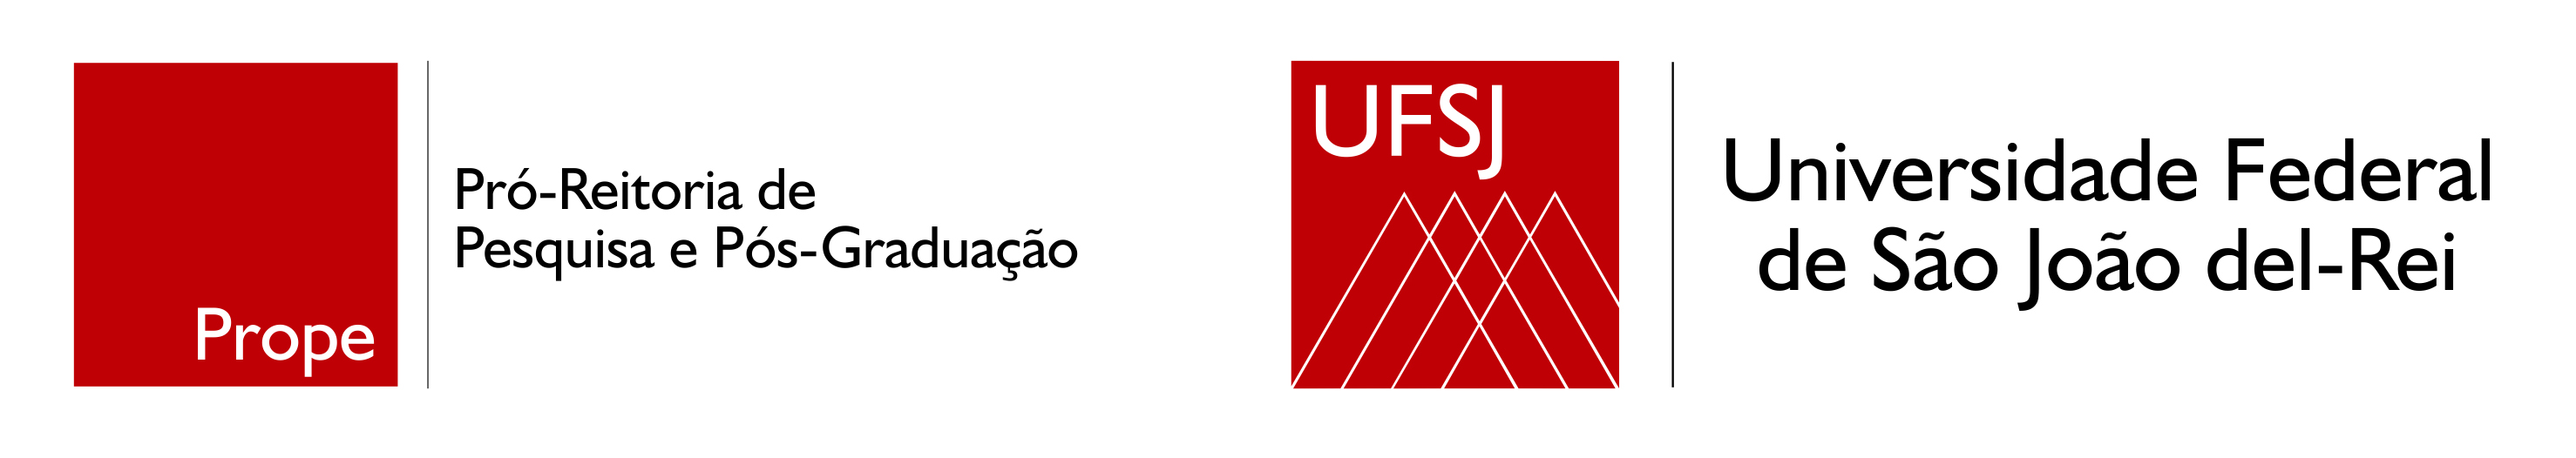 Prope
Pró-Reitoria de
Pesquisa e Pós-Graduação
UFSJ
Universidade Federal
de São João del-Rei